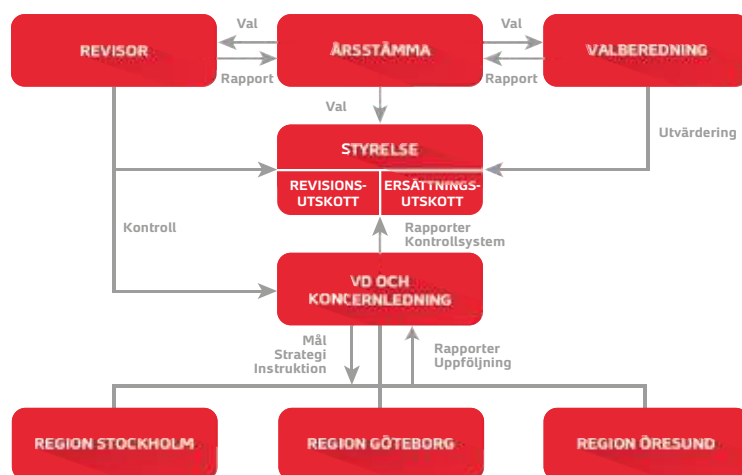 Val
Val
REVISOR
ÅRSSTÄMMA
VALBEREDNING
Rapport
Rapport
Val
Utvärdering
STYRELSE
REVISIONS-
UTSKOTT
ERSÄTTNINGS-
UTSKOTT
Kontroll
Rapporter
Kontrollsystem
VD OCH
KONCERNLEDNING
Mål
Strategi
Instruktion
Rapporter
Uppföljning
REGION STOCKHOLM
REGION GÖTEBORG
REGION ÖRESUND